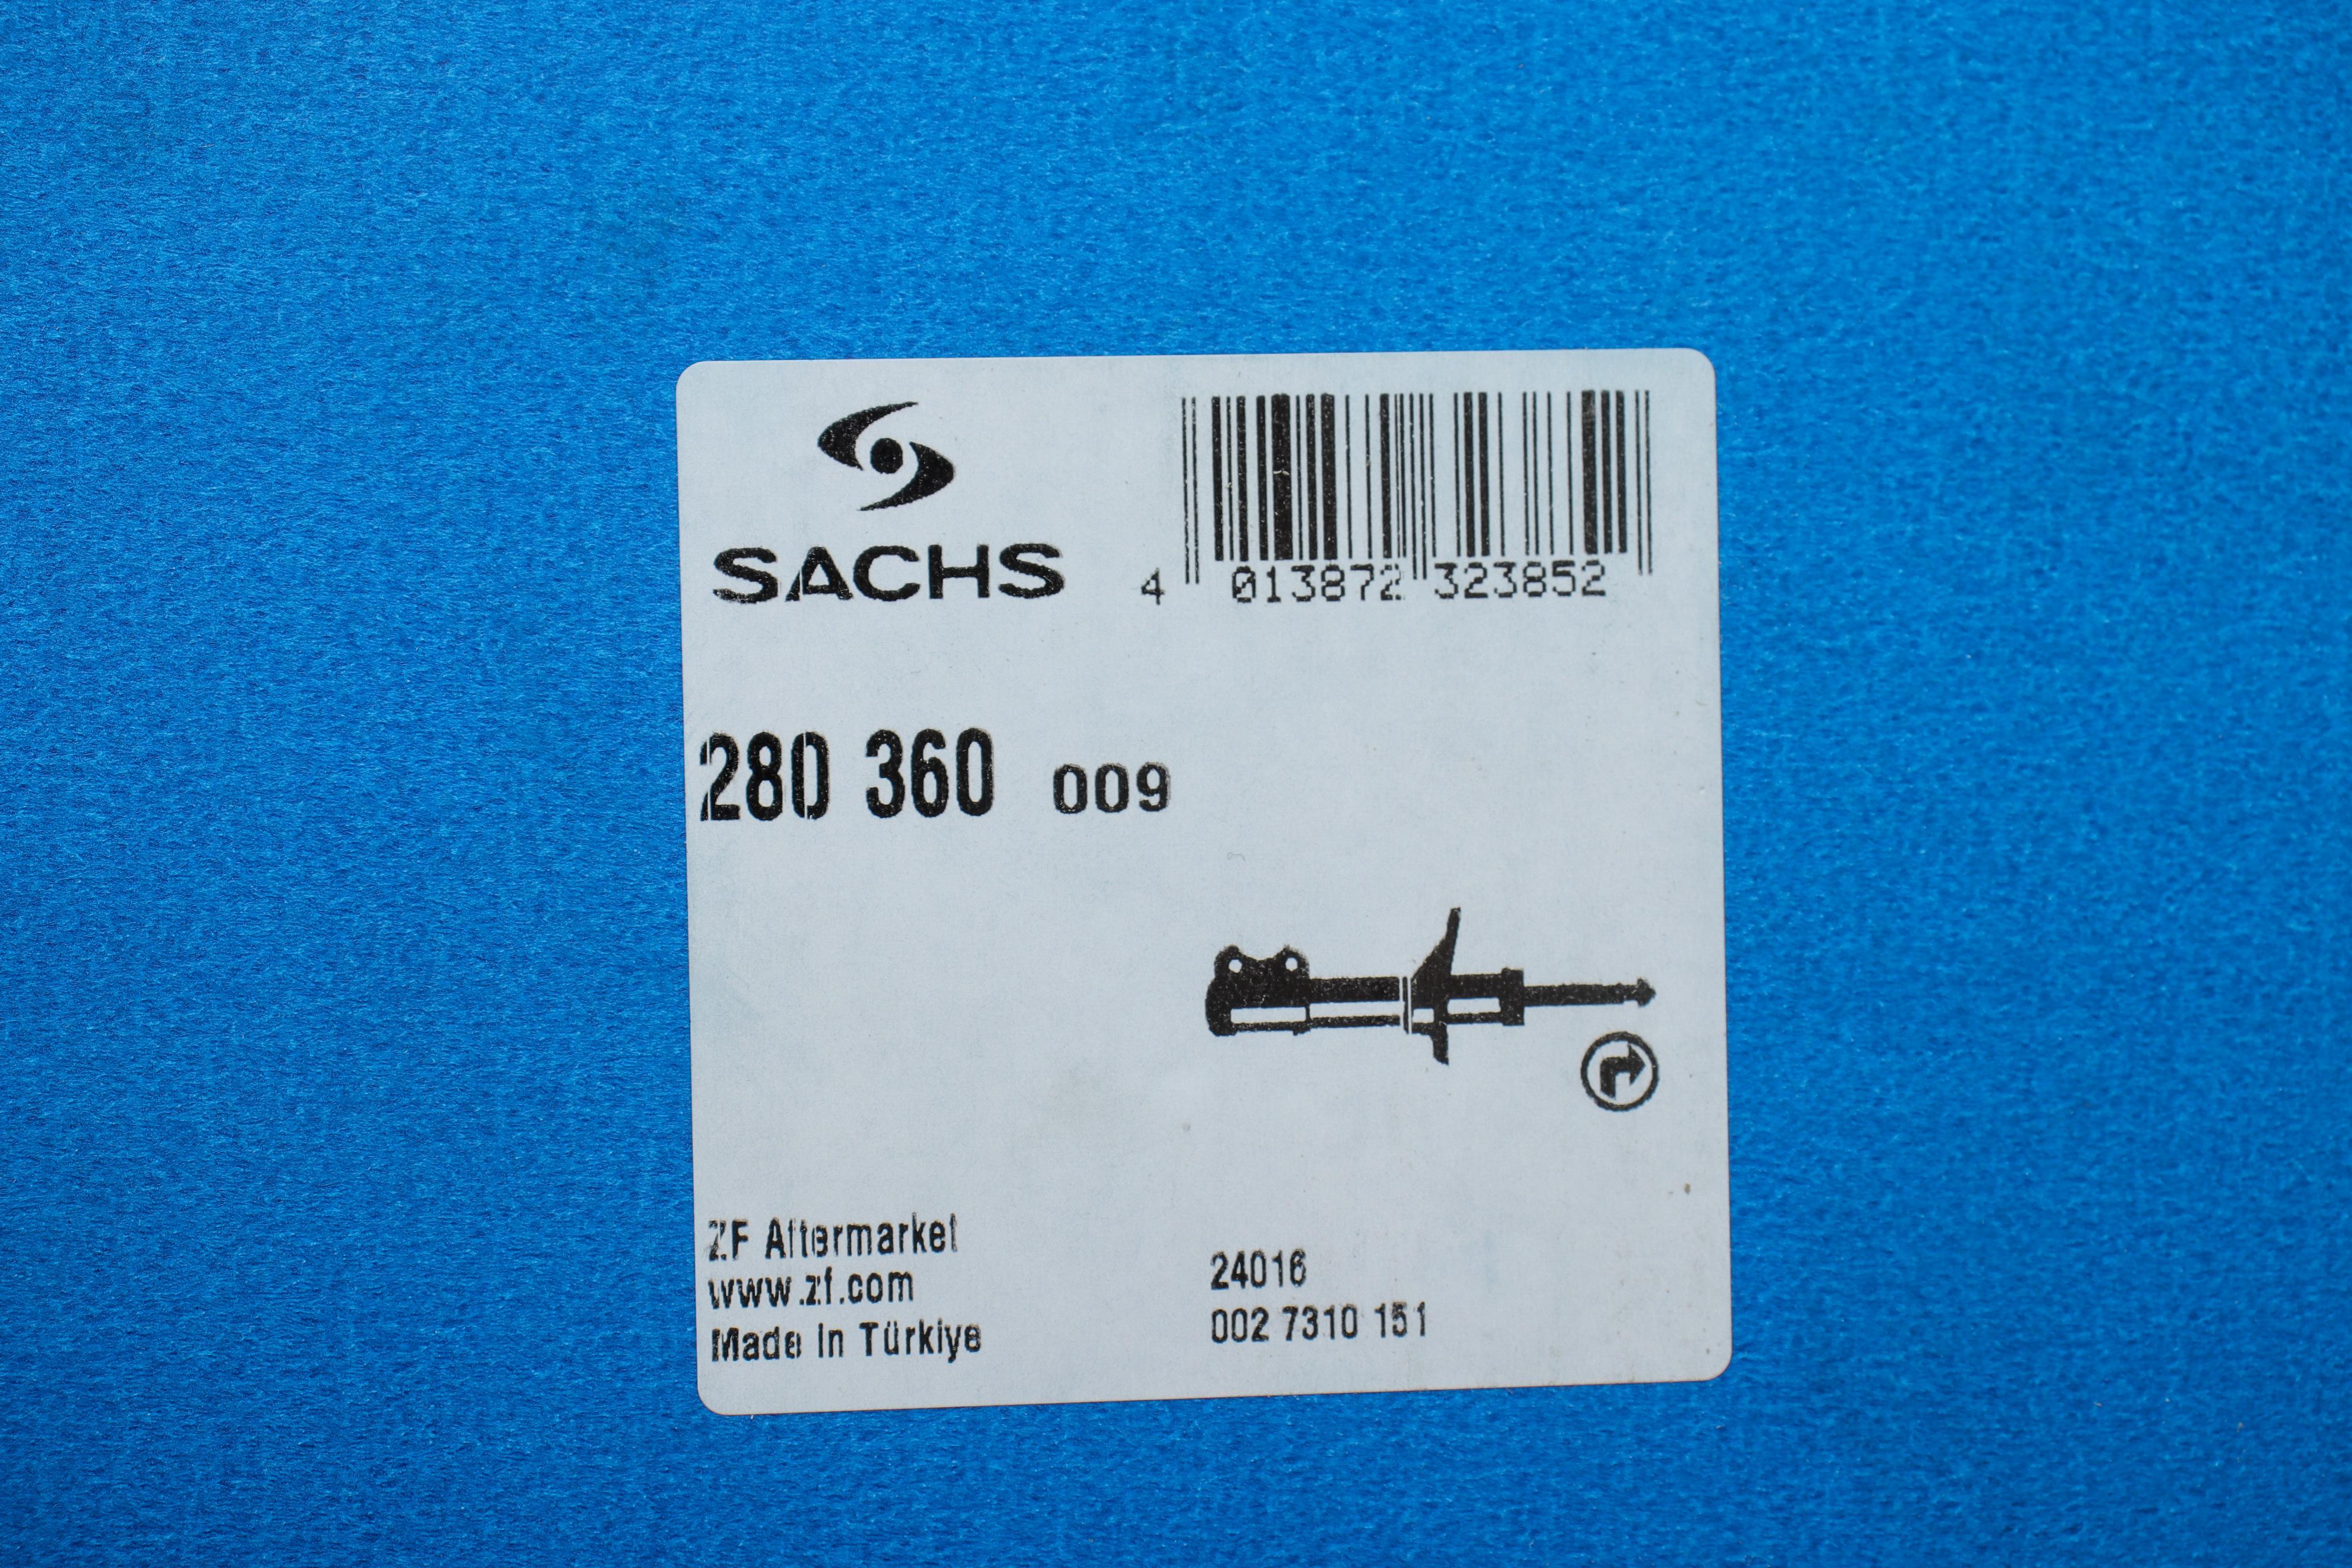 SACHS
4 013872 323852
280 360 009
ZF Aftermarket
www.zf.com
Made in Türkiye
24016
002 7310 151